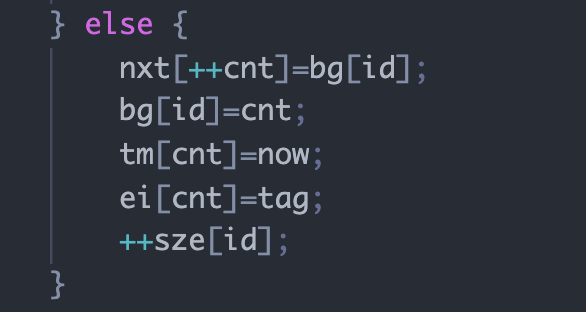 } else {
nxt[++cnt]=bg[id];
bg[id]=cnt;
tm[cnt]=now;
ei[cnt]=tag;
++sze[id];
}